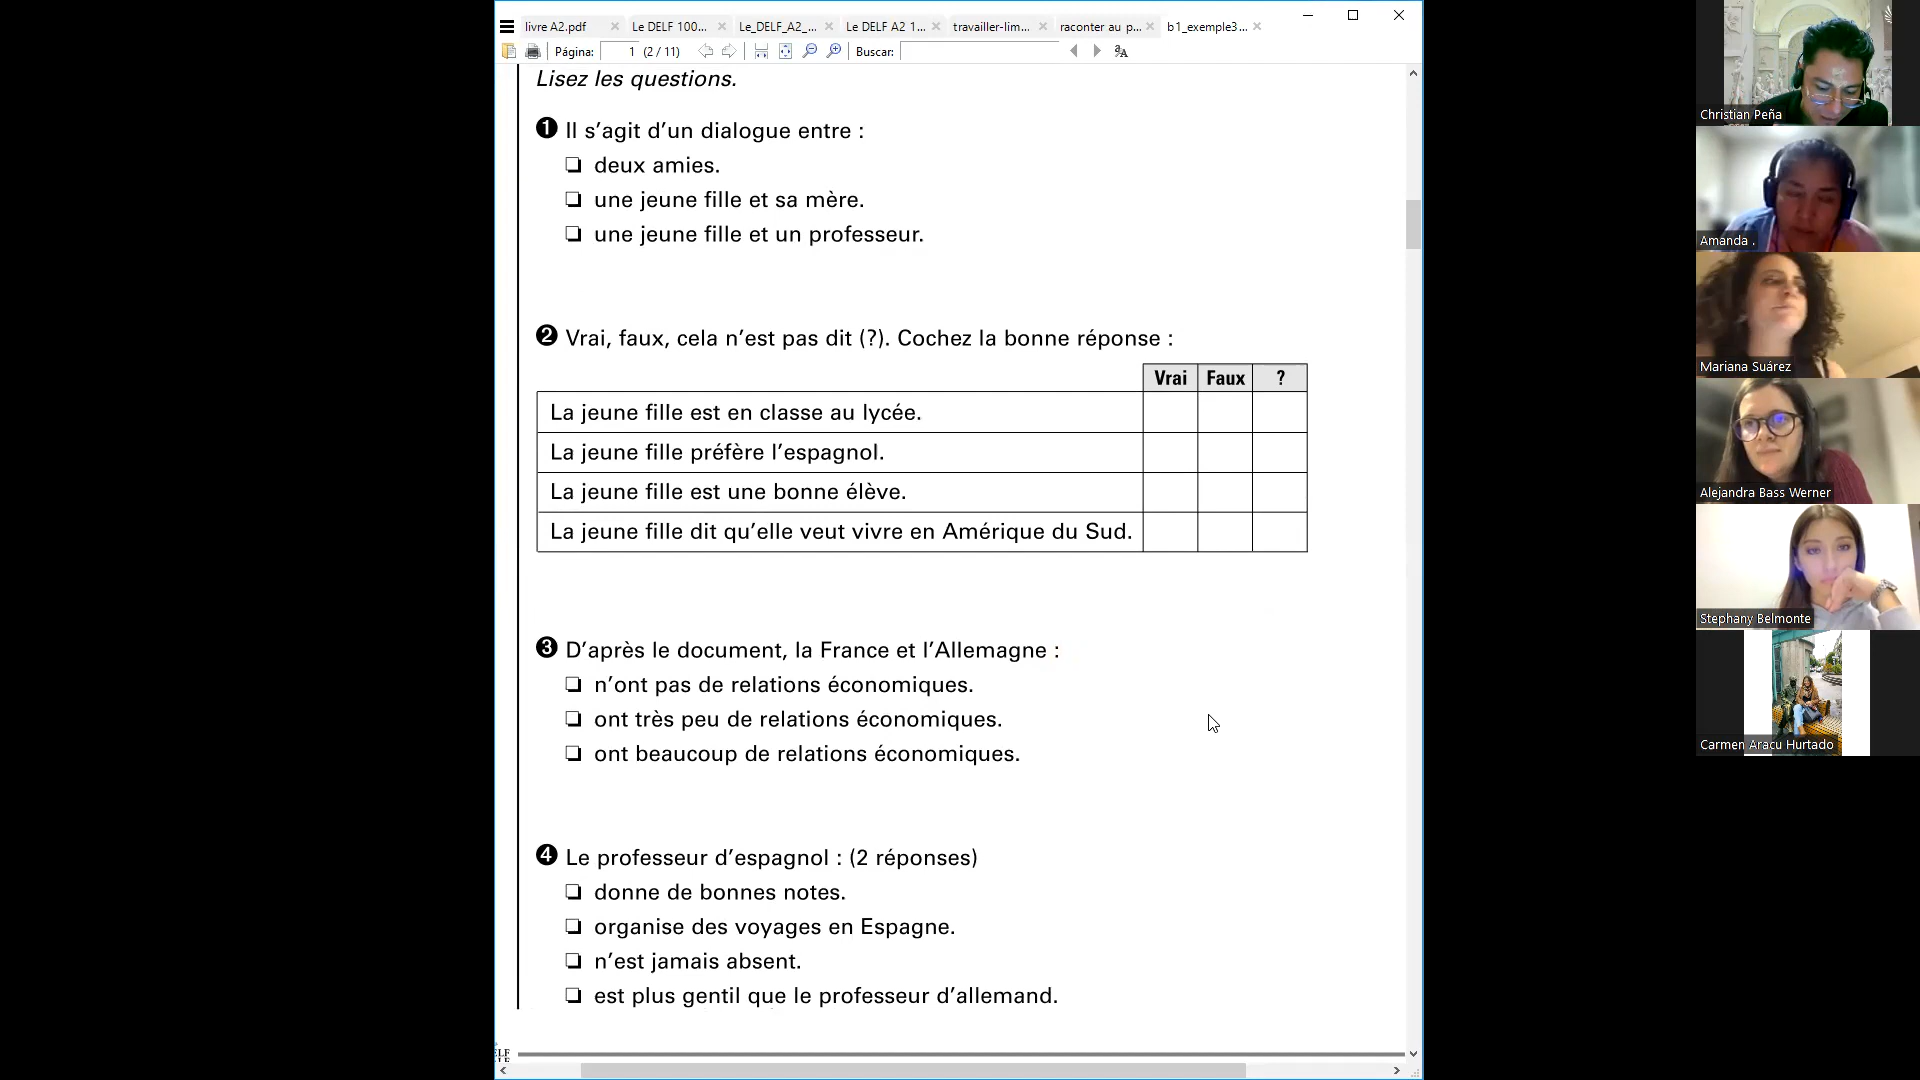 livre A2.pdf
Le DELF 100...
Le_DELF_A2_...
Le DELF A2 1...
travailler-lim...
raconter au p...
b1_exemple3...
Página: 1 (2 / 11)
Buscar:
Lisez les questions.
1 Il s'agit d'un dialogue entre :
deux amies.
une jeune fille et sa mère.
une jeune fille et un professeur.
2 Vrai, faux, cela n'est pas dit (?). Cochez la bonne réponse :
Vrai Faux ?
La jeune fille est en classe au lycée.
La jeune fille préfère l'espagnol.
La jeune fille est une bonne élève.
La jeune fille dit qu'elle veut vivre en Amérique du Sud.
3 D'après le document, la France et l'Allemagne :
n'ont pas de relations économiques.
ont très peu de relations économiques.
ont beaucoup de relations économiques.
4 Le professeur d'espagnol : (2 réponses)
donne de bonnes notes.
organise des voyages en Espagne.
n'est jamais absent.
est plus gentil que le professeur d'allemand.
Christian Peña
Amanda .
Mariana Suárez
Alejandra Bass Werner
Stephany Belmonte
Carmen Aracu Hurtado